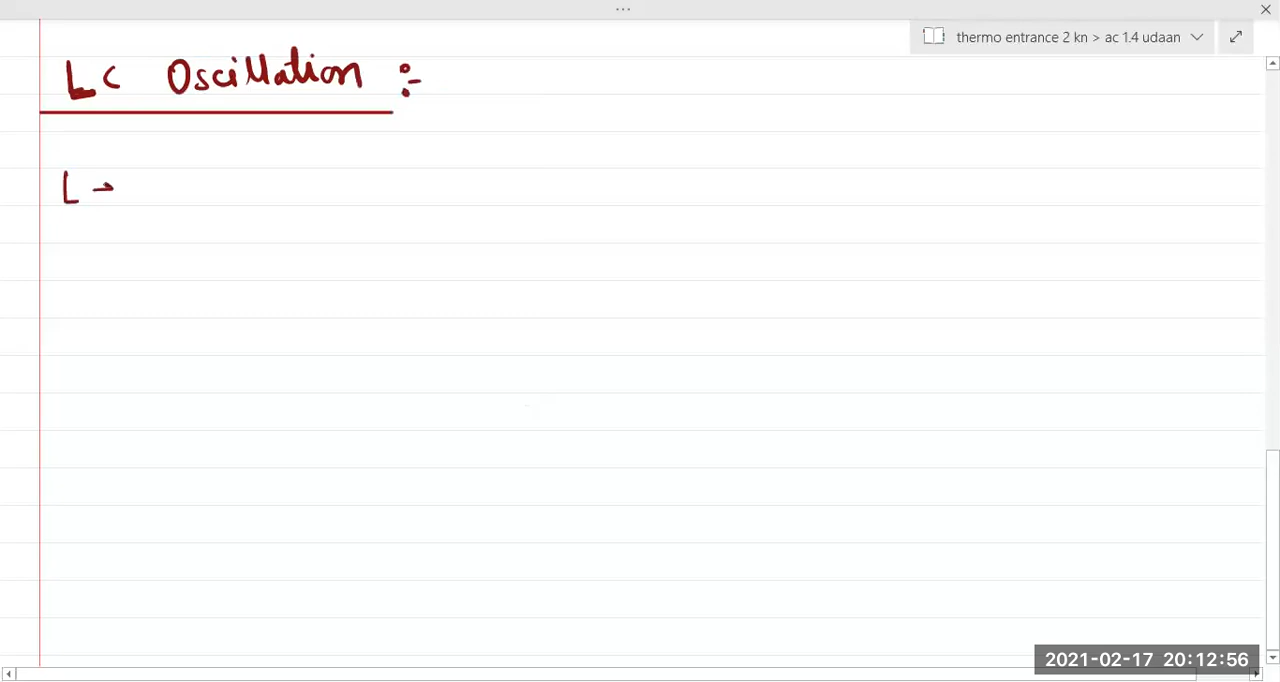 ...
thermo entrance 2 kn > ac 1.4 udaan
LC Oscillation :-
L →
2021-02-17 20:12:56